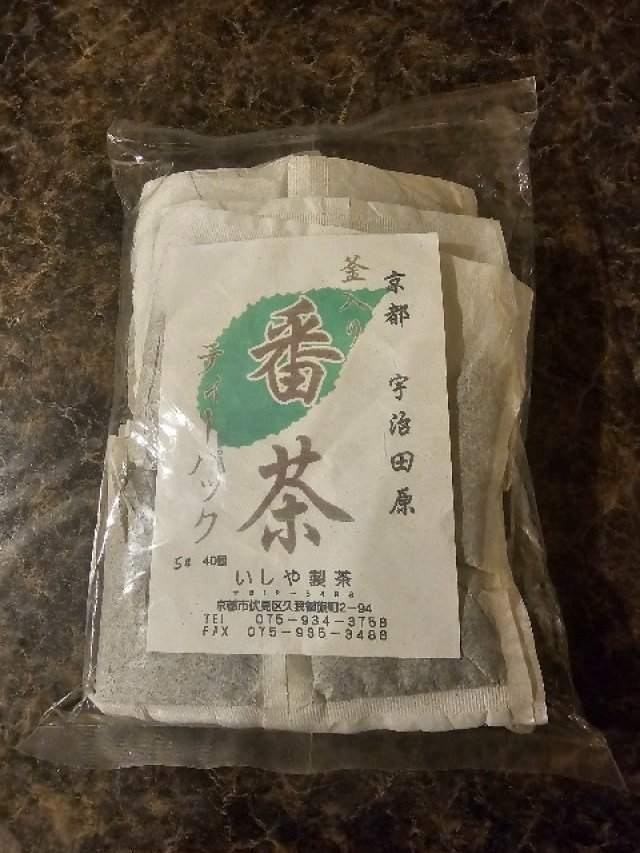 京都 宇治田原
釜入り
番茶
ティーパック
5g 40個
いしや製茶
京都市伏見区久我御旅町2-94
TEL 075-934-3758
FAX 075-935-3488